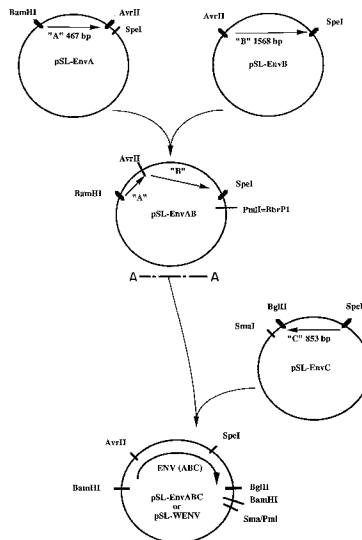 BamHI
AvrII
SpeI
"A" 467 bp
pSL-EnvA
AvrII
SpeI
"B" 1568 bp
pSL-EnvB
AvrII
"B"
BamHI
SpeI
"A"
PmlI=BbrP1
pSL-EnvAB
A A
BglII
SpeI
SmaI
"C" 853 bp
pSL-EnvC
AvrII
SpeI
ENV (ABC)
BamHI
BglII
pSL-EnvABC
BamHI
or
pSL-WENV
Sma/Pml